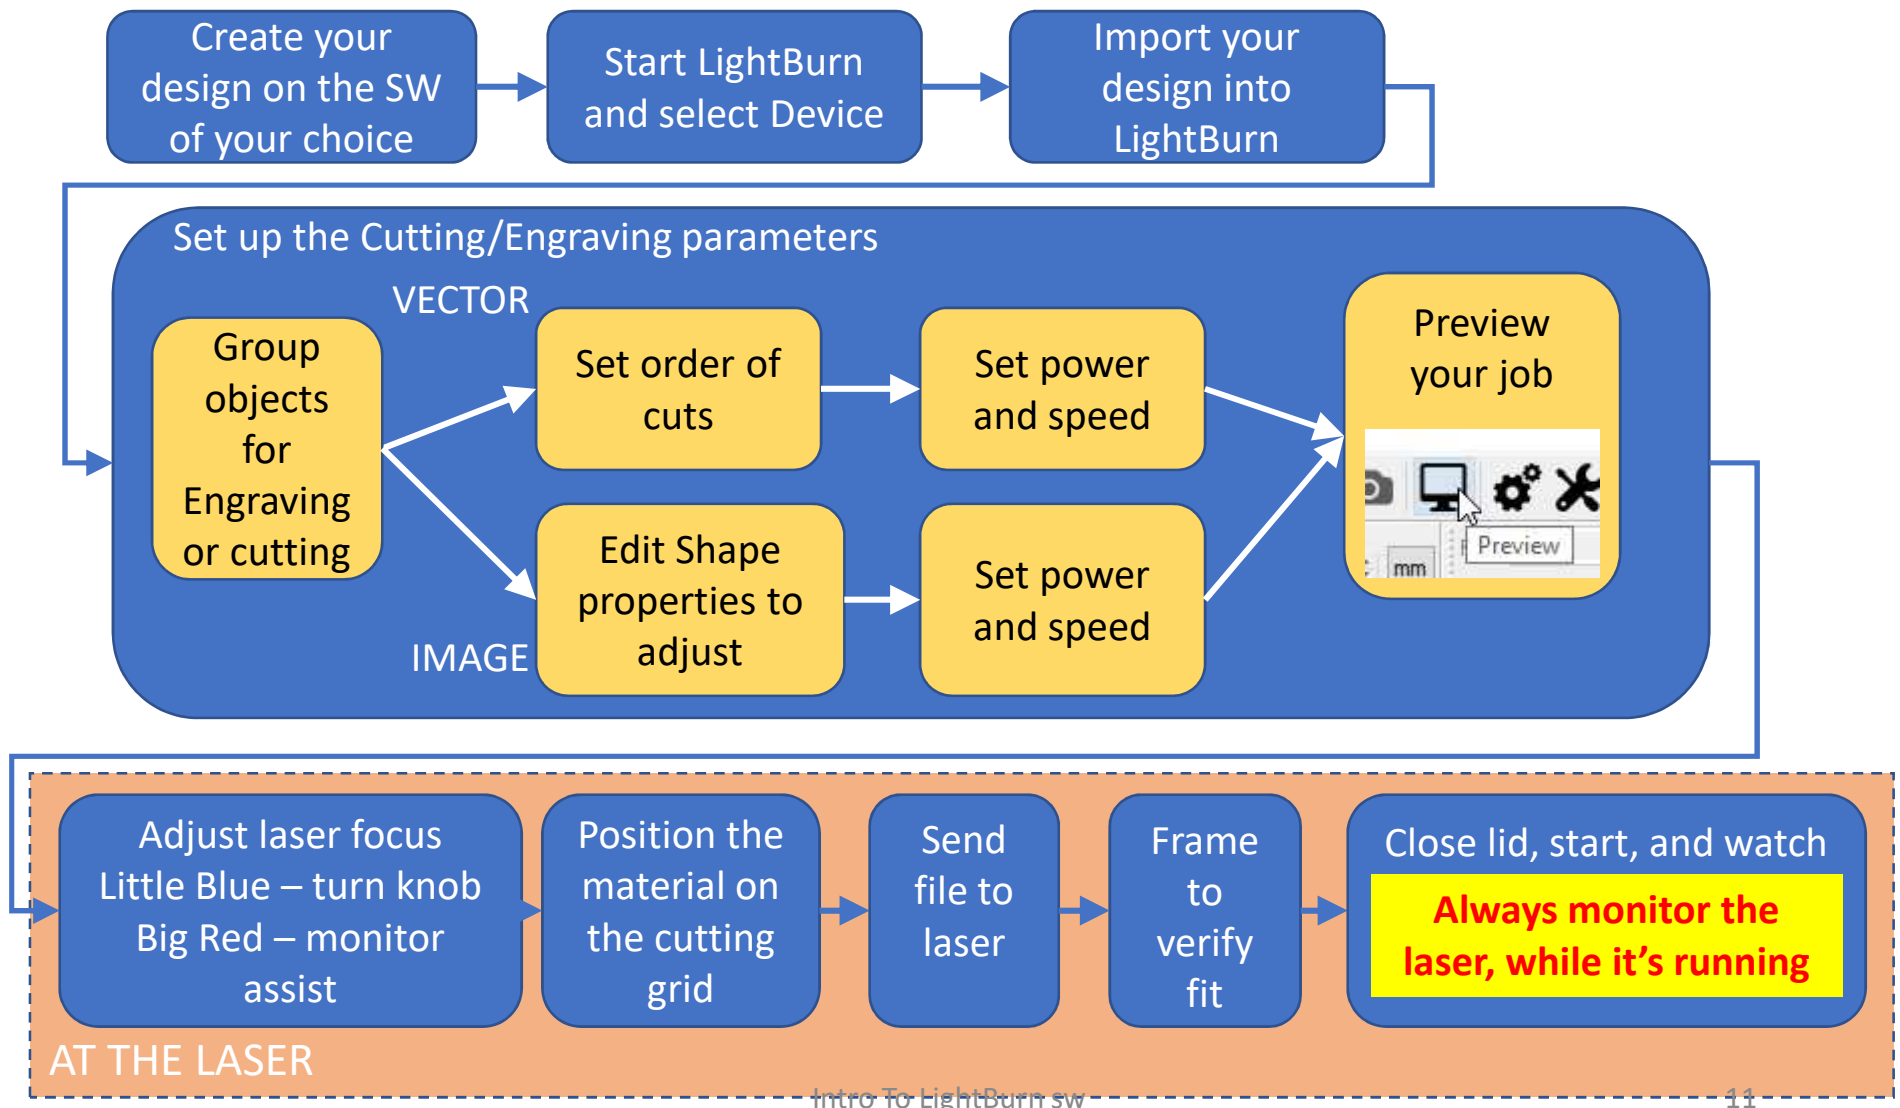 Create your
design on the SW
of your choice
Start LightBurn
and select Device
Import your
design into
LightBurn
Set up the Cutting/Engraving parameters
VECTOR
Group
objects
for
Engraving
or cutting
Set order of
cuts
Set power
and speed
Preview
your job
Preview
mm
IMAGE
Edit Shape
properties to
adjust
Set power
and speed
Adjust laser focus
Little Blue – turn knob
Big Red – monitor
assist
Position the
material on
the cutting
grid
Send
file to
laser
Frame
to
verify
fit
Close lid, start, and watch
Always monitor the
laser, while it’s running
AT THE LASER
Intro To LightBurn sw
11